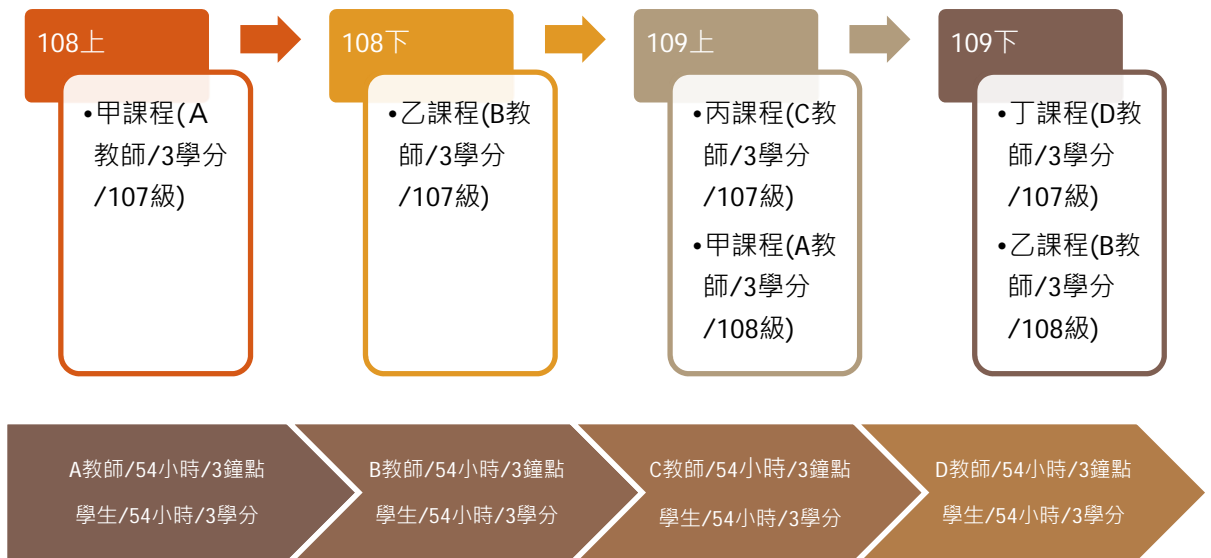 108上
•甲課程(A
教師/3學分
/107級)
108下
•乙課程(B教
師/3學分
/107級)
109上
•丙課程(C教
師/3學分
/107級)
•甲課程(A教
師/3學分
/108級)
109下
•丁課程(D教
師/3學分
/107級)
•乙課程(B教
師/3學分
/108級)
A教師/54小時/3鐘點
學生/54小時/3學分
B教師/54小時/3鐘點
學生/54小時/3學分
C教師/54小時/3鐘點
學生/54小時/3學分
D教師/54小時/3鐘點
學生/54小時/3學分